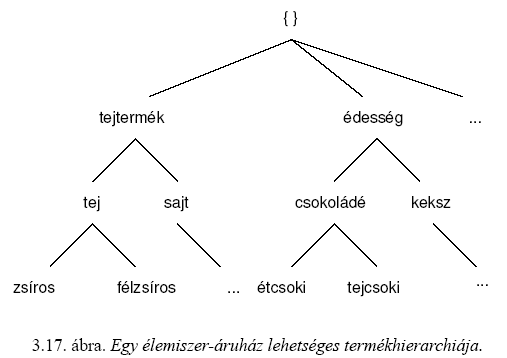 { }
tejtermék édesség ...
tej sajt csokoládé keksz
zsíros félzsíros ... étcsoki tejcsoki ...
3.17. ábra. Egy élemiszer-áruház lehetséges termékhierarchiája.